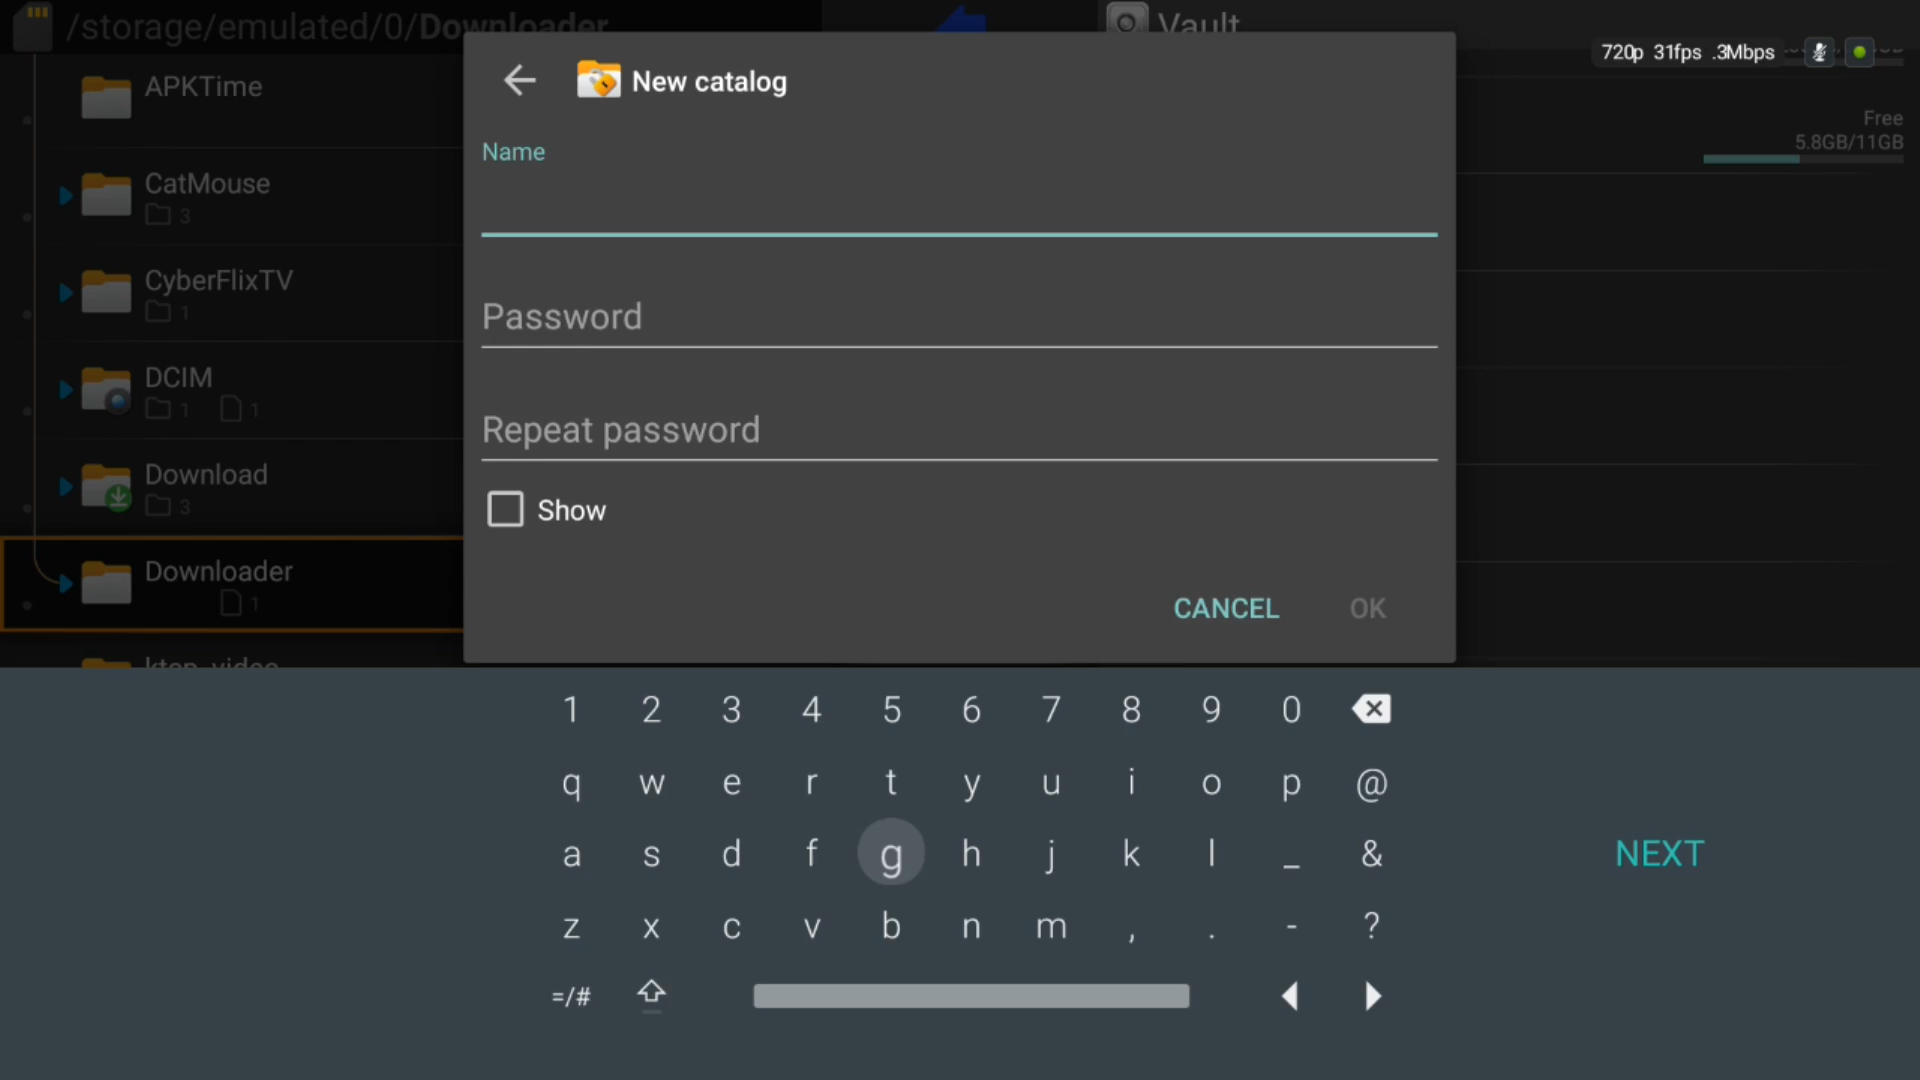 /storage/emulated/0/Downloader
Vault
720p 31fps .3Mbps
New catalog
Name
Password
Repeat password
Show
CANCEL OK
APKTime
CatMouse
3
CyberFlixTV
1
DCIM
1 1
Download
3
Downloader
1
ktep_video
Free
5.8GB/11GB
1 2 3 4 5 6 7 8 9 0
q w e r t y u i o p @
a s d f g h j k l _ &
NEXT
z x c v b n m , . - ?
=/#